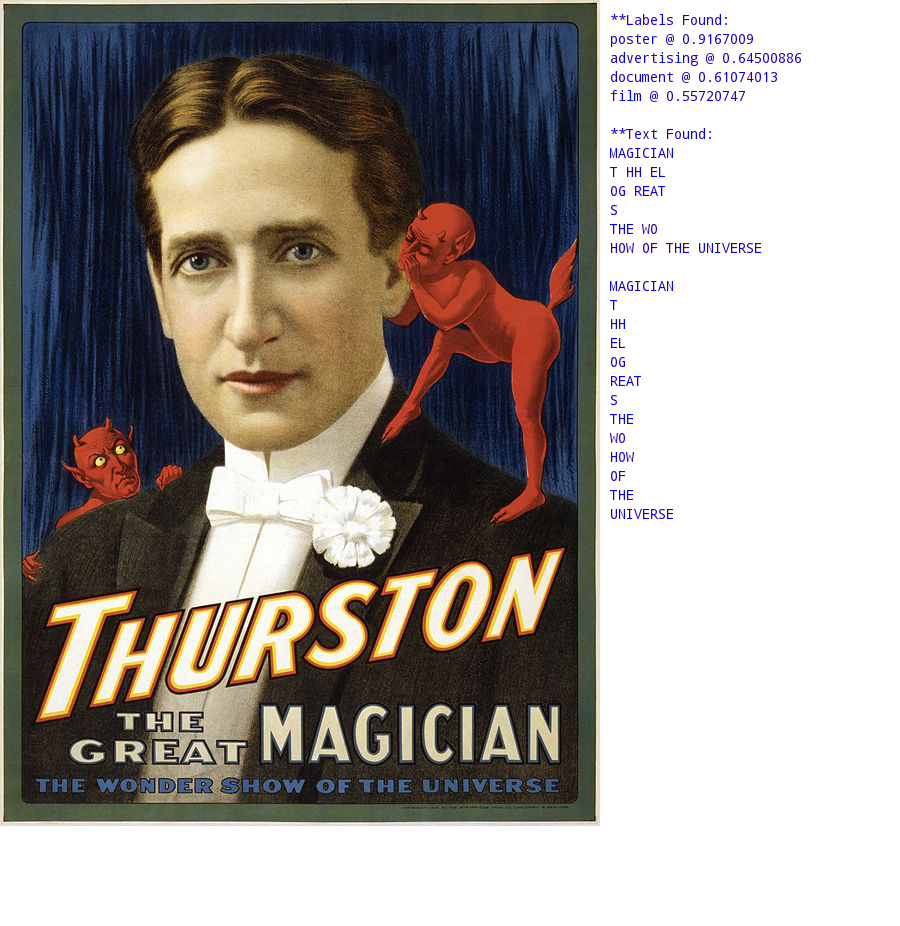 THURSTON
THE
GREAT MAGICIAN
THE WONDER SHOW OF THE UNIVERSE
**Labels Found:
poster @ 0.9167009
advertising @ 0.64500886
document @ 0.61074013
film @ 0.55720747
**Text Found:
MAGICIAN
T HH EL
OG REAT
S
THE WO
HOW OF THE UNIVERSE
MAGICIAN
T
HH
EL
OG
REAT
S
THE
WO
HOW
OF
THE
UNIVERSE